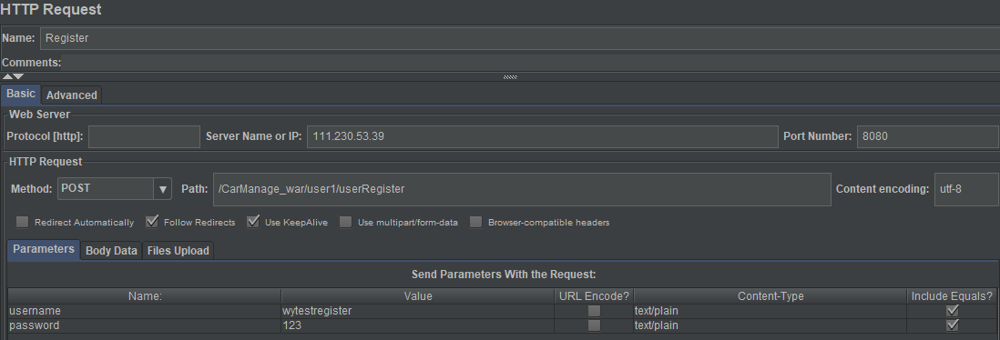 HTTP Request
Name: Register
Comments:
Basic Advanced
Web Server
Protocol [http]: Server Name or IP: 111.230.53.39 Port Number: 8080
HTTP Request
Method: POST Path: /CarManage_war/user1/userRegister Content encoding: utf-8
Redirect Automatically Follow Redirects Use KeepAlive Use multipart/form-data Browser-compatible headers
Parameters Body Data Files Upload
Send Parameters With the Request:
Name: Value URL Encode? Content-Type Include Equals?
username wytestregister text/plain
password 123 text/plain